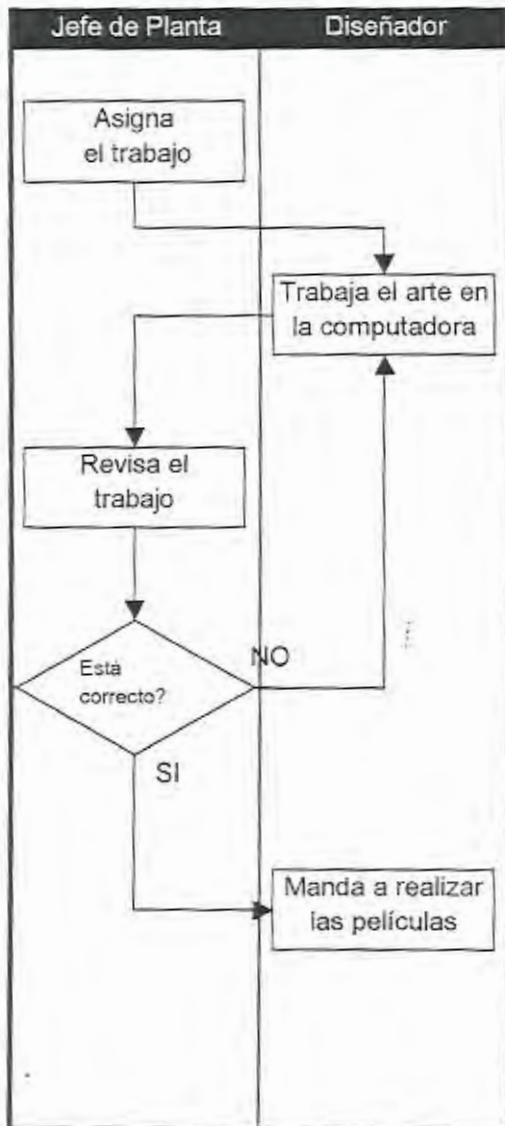 Jefe de Planta
Diseñador
Asigna
el trabajo
Trabaja el arte en
la computadora
Revisa el
trabajo
Está
correcto?
NO
SI
Manda a realizar
las películas